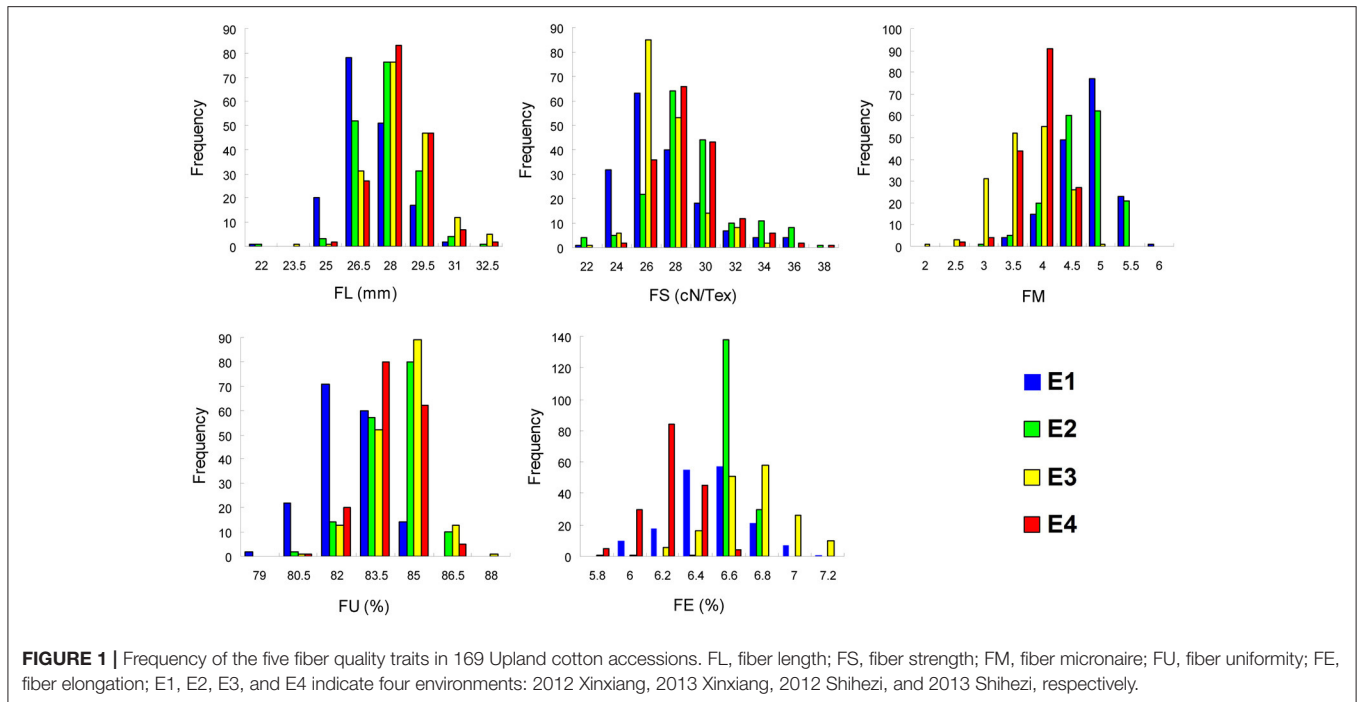 90
80
70
60
50
40
30
20
10
0
Frequency
22 23.5 25 26.5 28 29.5 31 32.5
FL (mm)
90
80
70
60
50
40
30
20
10
0
Frequency
22 24 26 28 30 32 34 36 38
FS (cN/Tex)
100
90
80
70
60
50
40
30
20
10
0
Frequency
2 2.5 3 3.5 4 4.5 5 5.5 6
FM
90
80
70
60
50
40
30
20
10
0
Frequency
79 80.5 82 83.5 85 86.5 88
FU (%)
140
120
100
80
60
40
20
0
Frequency
5.8 6 6.2 6.4 6.6 6.8 7 7.2
FE (%)
E1
E2
E3
E4
FIGURE 1 | Frequency of the five fiber quality traits in 169 Upland cotton accessions. FL, fiber length; FS, fiber strength; FM, fiber micronaire; FU, fiber uniformity; FE,
fiber elongation; E1, E2, E3, and E4 indicate four environments: 2012 Xinxiang, 2013 Xinxiang, 2012 Shihezi, and 2013 Shihezi, respectively.